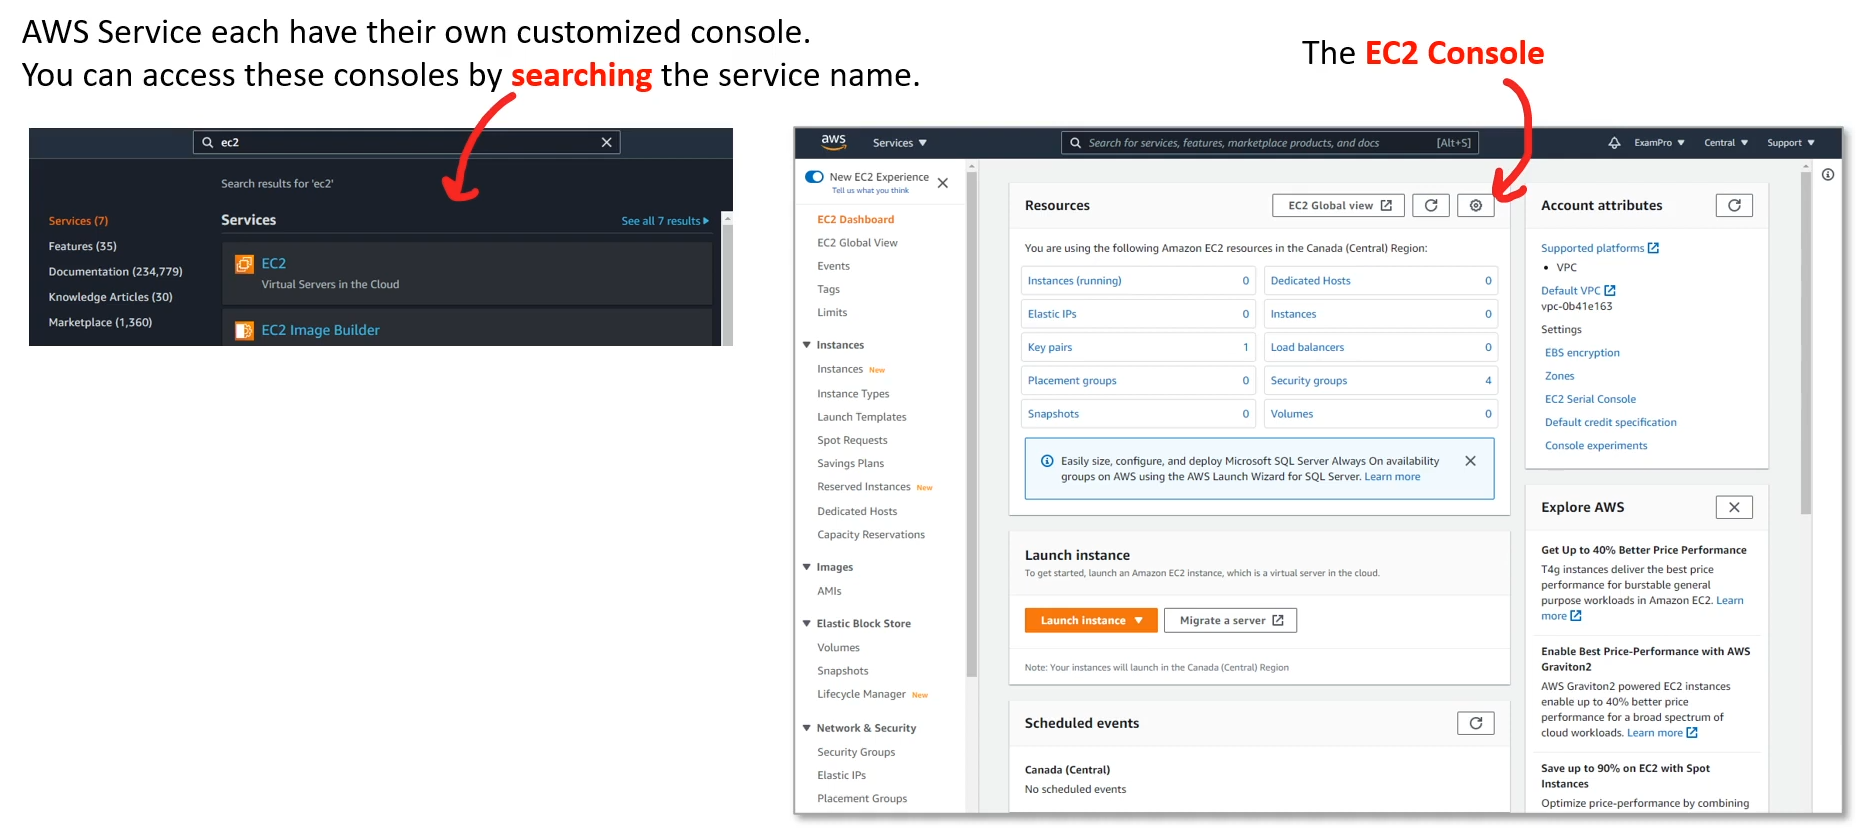 AWS Service each have their own customized console.
You can access these consoles by searching the service name.
The EC2 Console
ec2
Search results for 'ec2'
Services (7)
Features (35)
Documentation (234,779)
Knowledge Articles (30)
Marketplace (1,360)
Services
See all 7 results
EC2
Virtual Servers in the Cloud
EC2 Image Builder
aws
Services
Search for services, features, marketplace products, and docs
[Alt+S]
ExamPro
Central
Support
New EC2 Experience
Tell us what you think
EC2 Dashboard
EC2 Global View
Events
Tags
Limits
Instances
Instances New
Instance Types
Launch Templates
Spot Requests
Savings Plans
Reserved Instances New
Dedicated Hosts
Capacity Reservations
Images
AMIs
Elastic Block Store
Volumes
Snapshots
Lifecycle Manager New
Network & Security
Security Groups
Elastic IPs
Placement Groups
Resources
EC2 Global view
You are using the following Amazon EC2 resources in the Canada (Central) Region:
Instances (running) 0
Dedicated Hosts 0
Elastic IPs 0
Instances 0
Key pairs 1
Load balancers 0
Placement groups 0
Security groups 4
Snapshots 0
Volumes 0
Easily size, configure, and deploy Microsoft SQL Server Always On availability
groups on AWS using the AWS Launch Wizard for SQL Server. Learn more
Launch instance
To get started, launch an Amazon EC2 instance, which is a virtual server in the cloud.
Launch instance
Migrate a server
Note: Your instances will launch in the Canada (Central) Region
Scheduled events
Canada (Central)
No scheduled events
Account attributes
Supported platforms
• VPC
Default VPC
vpc-0b41e163
Settings
EBS encryption
Zones
EC2 Serial Console
Default credit specification
Console experiments
Explore AWS
Get Up to 40% Better Price Performance
T4g instances deliver the best price
performance for burstable general
purpose workloads in Amazon EC2. Learn
more
Enable Best Price-Performance with AWS
Graviton2
AWS Graviton2 powered EC2 instances
enable up to 40% better price
performance for a broad spectrum of
cloud workloads. Learn more
Save up to 90% on EC2 with Spot
Instances
Optimize price-performance by combining